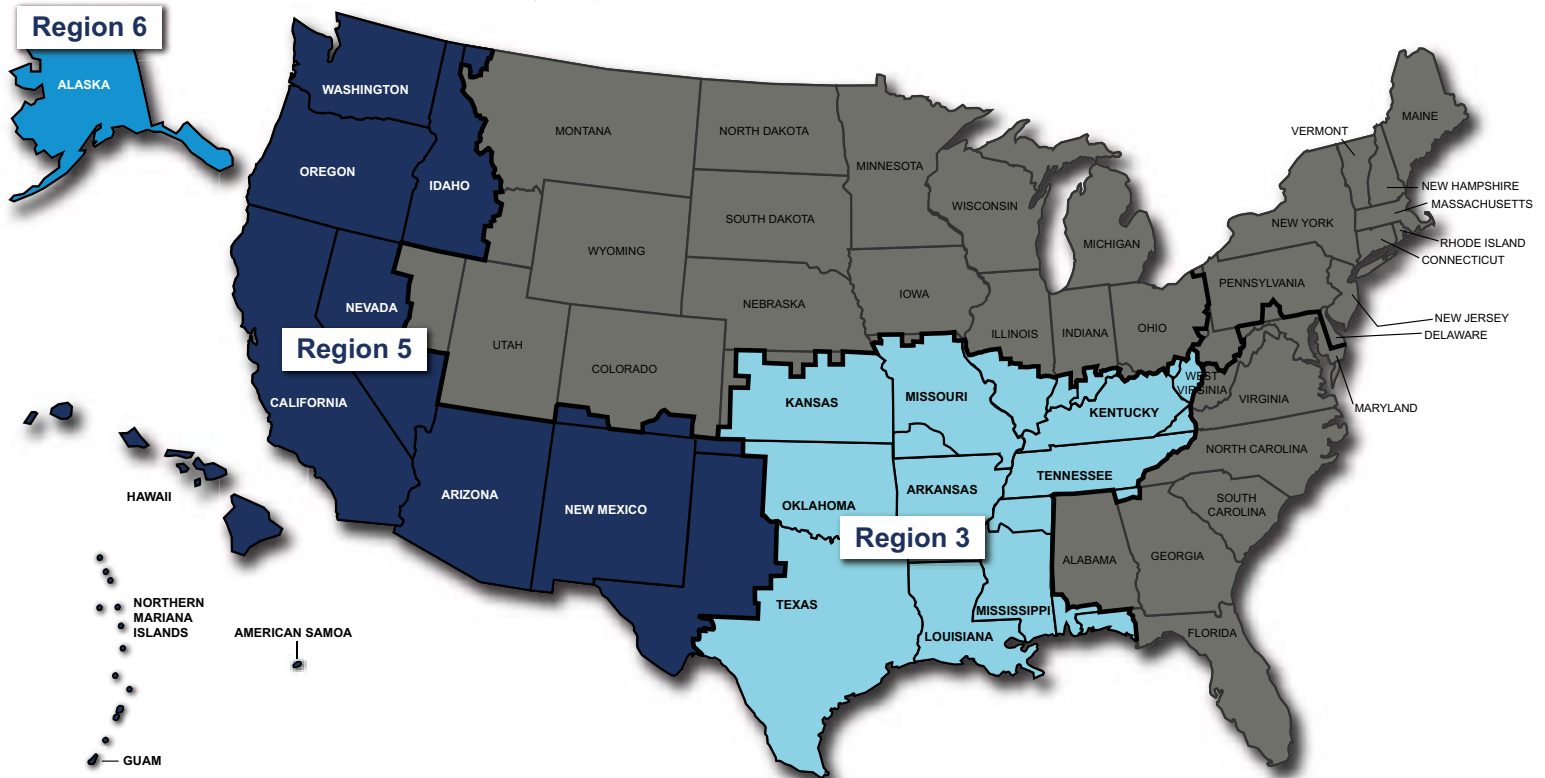 Region 6
ALASKA
WASHINGTON
OREGON
IDAHO
MONTANA
NORTH DAKOTA
MINNESOTA
SOUTH DAKOTA
WISCONSIN
MICHIGAN
WYOMING
NEBRASKA
IOWA
ILLINOIS
INDIANA
OHIO
PENNSYLVANIA
NEW YORK
VERMONT
MAINE
NEW HAMPSHIRE
MASSACHUSETTS
RHODE ISLAND
CONNECTICUT
NEW JERSEY
DELAWARE
MARYLAND
NEVADA
UTAH
COLORADO
Region 5
CALIFORNIA
ARIZONA
NEW MEXICO
KANSAS
MISSOURI
KENTUCKY
WEST
VIRGINIA
VIRGINIA
NORTH CAROLINA
TENNESSEE
OKLAHOMA
ARKANSAS
SOUTH
CAROLINA
Region 3
ALABAMA
GEORGIA
TEXAS
LOUISIANA
MISSISSIPPI
FLORIDA
HAWAII
NORTHERN
MARIANA
ISLANDS
AMERICAN SAMOA
GUAM